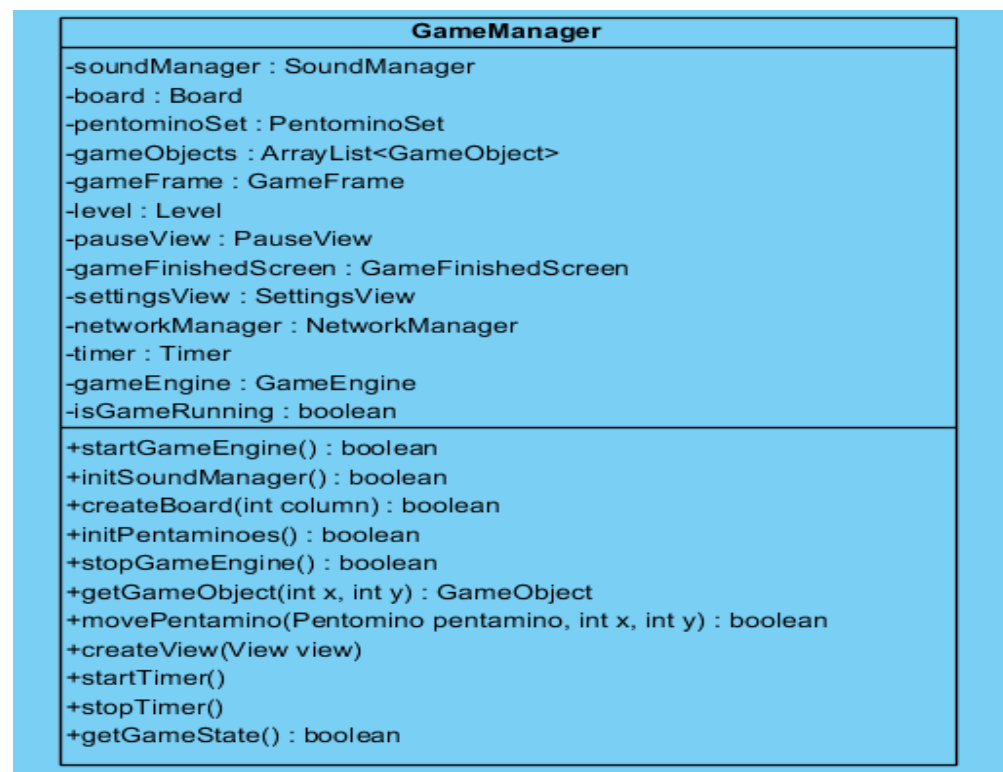 GameManager
-soundManager : SoundManager
-board : Board
-pentominoSet : PentominoSet
-gameObjects : ArrayList<GameObject>
-gameFrame : GameFrame
-level : Level
-pauseView : PauseView
-gameFinishedScreen : GameFinishedScreen
-settingsView : SettingsView
-networkManager : NetworkManager
-timer : Timer
-gameEngine : GameEngine
-isGameRunning : boolean
+startGameEngine() : boolean
+initSoundManager() : boolean
+createBoard(int column) : boolean
+initPentaminoes() : boolean
+stopGameEngine() : boolean
+getGameObject(int x, int y) : GameObject
+movePentamino(Pentomino pentamino, int x, int y) : boolean
+createView(View view)
+startTimer()
+stopTimer()
+getGameState() : boolean